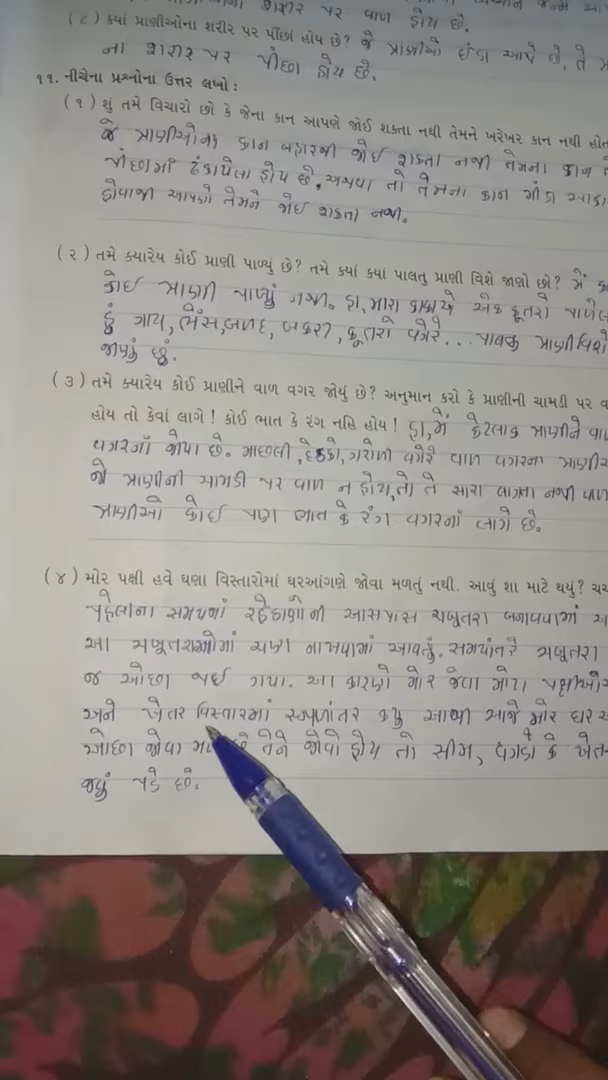 (૮) ક્યાં પ્રાણીઓના શરીર પર પીંછાં હોય છે? જે પ્રાણીઓ ઈંડા આપે છે, તે
ના શરીર પર પીંછા હોય છે.
૧૧. નીચેના પ્રશ્નોના ઉત્તર લખો :
(૧) શું તમે વિચારો છો કે જેના કાન આપણે જોઈ શકતા નથી તેમને ખરેખર કાન નથી હોત
જે પ્રાણીઓના કાન બહારથી જોઈ શકાતા નથી તેમના કાન
પીંછામાં ઢંકાયેલા હોય છે, અથવા તો તેમના કાન
હોવાથી આપણે તેમને જોઈ શકતા નથી.
(૨) તમે ક્યારેય કોઈ પ્રાણી પાળ્યું છે? તમે ક્યાં ક્યાં પાલતુ પ્રાણી વિશે જાણો છો? મેં
કોઈ પ્રાણી પાળ્યું નથી. હા, મારા કાકાએ એક કૂતરો પાળેલ
હું ગાય, ભેંસ, બળદ, બકરી, કૂતરો વગેરે... પાલતુ પ્રાણી વિશે
જાણું છું.
(૩) તમે ક્યારેય કોઈ પ્રાણીને વાળ વગર જોયું છે? અનુમાન કરો કે પ્રાણીની ચામડી પર વ
હોય તો કેવાં લાગે! કોઈ ભાત કે રંગ નહિ હોય! હા, મેં કેટલાક પ્રાણીને વા
વગરનાં જોયા છે. માછલી, દેડકો, ગરોળી વગેરે વાળ વગરના પ્રાણી
જો પ્રાણીની ચામડી પર વાળ ન હોય, તો તે સારા લાગતા નથી વાળ
પ્રાણીઓ કોઈ પણ ભાત કે રંગ વગરનાં લાગે છે.
(૪) મોર પક્ષી હવે ઘણા વિસ્તારોમાં ઘરઆંગણે જોવા મળતું નથી. આવું શા માટે થયું? ચર
પહેલાના સમયમાં રહેઠાણોની આસપાસ ચબૂતરા બનાવવામાં આ
આ ચબૂતરાઓમાં ચણ નાખવામાં આવતું. સમયાંતરે ચબૂતરા
જ ઓછા થઈ ગયા. આ કારણે મોર જેવા મોટા પક્ષીઓ
અને ખેતર વિસ્તારમાં સ્થળાંતર કર્યુ આથી આજે મોર ઘર
ઓછા જોવા છે તેને જોવો હોય તો સીમ, વગડો કે ખેત
જવું પડે છે.